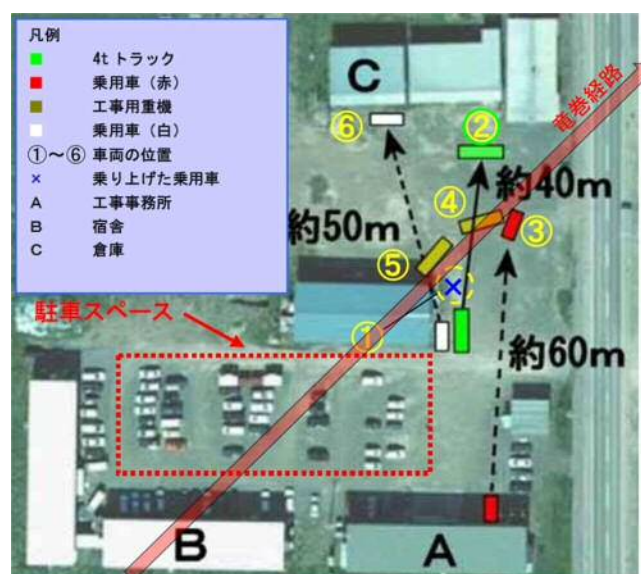 凡例
4t トラック
乗用車（赤）
工事用重機
乗用車（白）
①～⑥ 車両の位置
× 乗り上げた乗用車
A 工事事務所
B 宿舎
C 倉庫
C
竜巻経路
⑥
②
約40m
④
③
約50m
⑤
×
駐車スペース
①
約60m
B
A